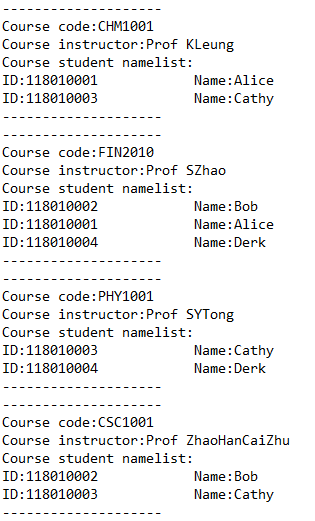 --------------------
Course code:CHM1001
Course instructor:Prof KLeung
Course student namelist:
ID:118010001            Name:Alice
ID:118010003            Name:Cathy
--------------------
--------------------
Course code:FIN2010
Course instructor:Prof SZhao
Course student namelist:
ID:118010002            Name:Bob
ID:118010001            Name:Alice
ID:118010004            Name:Derk
--------------------
--------------------
Course code:PHY1001
Course instructor:Prof SYTong
Course student namelist:
ID:118010003            Name:Cathy
ID:118010004            Name:Derk
--------------------
--------------------
Course code:CSC1001
Course instructor:Prof ZhaoHanCaiZhu
Course student namelist:
ID:118010002            Name:Bob
ID:118010003            Name:Cathy
--------------------